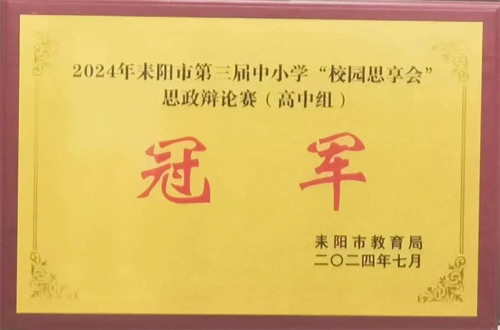 2024年耒阳市第三届中小学“校园思享会”
思政辩论赛（高中组）
冠 军
耒阳市教育局
二〇二四年七月